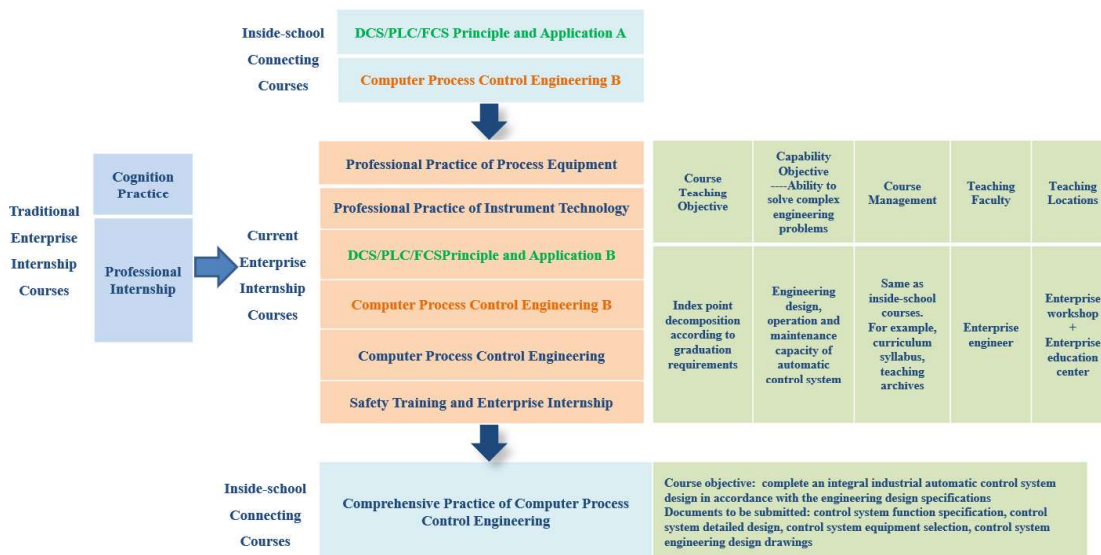 Inside-school
Connecting
Courses
DCS/PLC/FCS Principle and Application A
Computer Process Control Engineering B
Traditional
Enterprise
Internship
Courses
Cognition
Practice
Professional
Internship
Current
Enterprise
Internship
Courses
Professional Practice of Process Equipment
Professional Practice of Instrument Technology
DCS/PLC/FCSPrinciple and Application B
Computer Process Control Engineering B
Computer Process Control Engineering
Safety Training and Enterprise Internship
Course
Teaching
Objective
Capability
Objective
----Ability to
solve complex
engineering
problems
Course
Management
Teaching
Faculty
Teaching
Locations
Index point
decomposition
according to
graduation
requirements
Engineering
design,
operation and
maintenance
capacity of
automatic
control system
Same as
inside-school
courses.
For example,
curriculum
syllabus,
teaching
archives
Enterprise
engineer
Enterprise
workshop
+
Enterprise
education
center
Inside-school
Connecting
Courses
Comprehensive Practice of Computer Process
Control Engineering
Course objective: complete an integral industrial automatic control system
design in accordance with the engineering design specifications
Documents to be submitted: control system function specification, control
system detailed design, control system equipment selection, control system
engineering design drawings